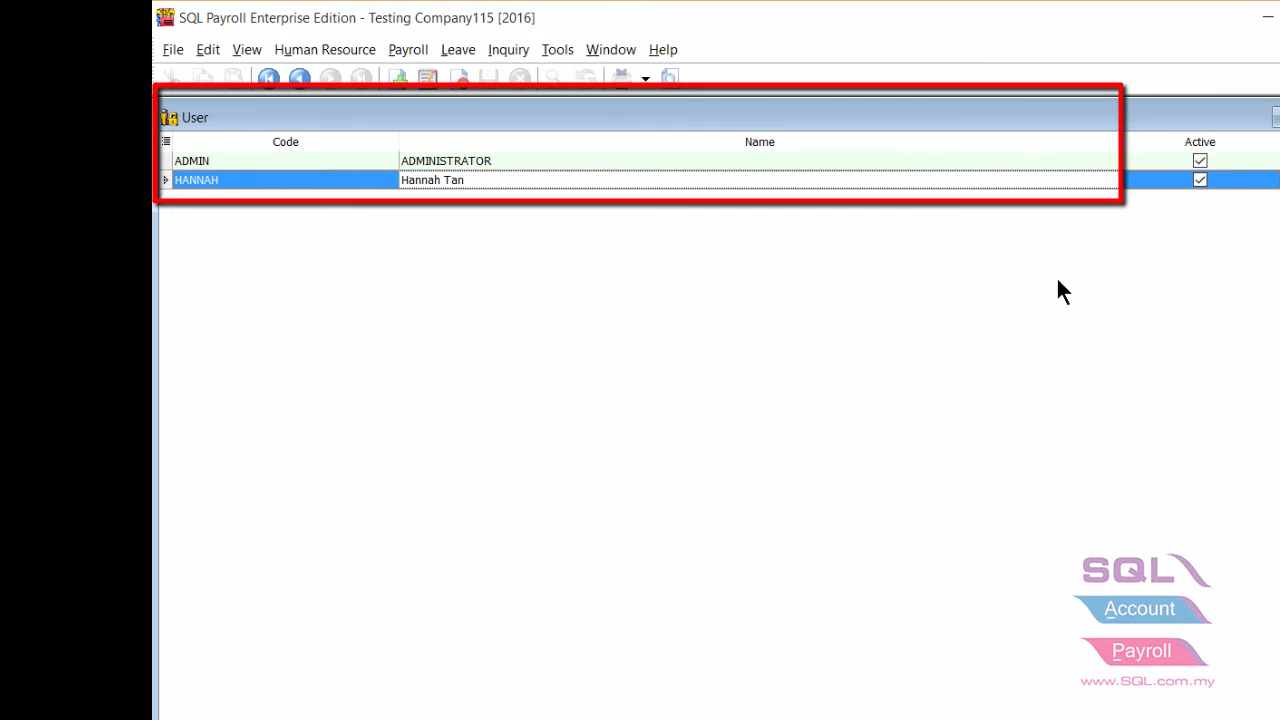 SQL Payroll Enterprise Edition - Testing Company115 [2016]
File Edit View Human Resource Payroll Leave Inquiry Tools Window Help
User
Code Name Active
ADMIN ADMINISTRATOR
HANNAH Hannah Tan
SQL
Account
Payroll
www.SQL.com.my